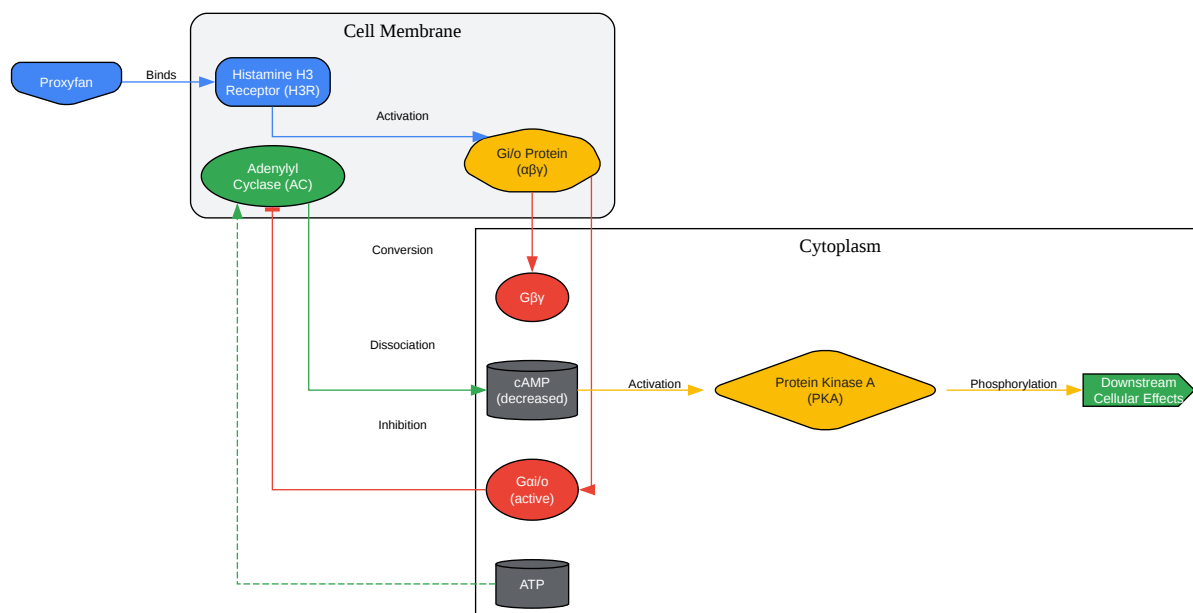 Cell Membrane
Proxyfan
Binds
Histamine H3
Receptor (H3R)
Activation
Gi/o Protein
(αβγ)
Adenylyl
Cyclase (AC)
Conversion
Cytoplasm
Gβγ
Dissociation
cAMP
(decreased)
Activation
Protein Kinase A
(PKA)
Phosphorylation
Downstream
Cellular Effects
Inhibition
Gαi/o
(active)
ATP